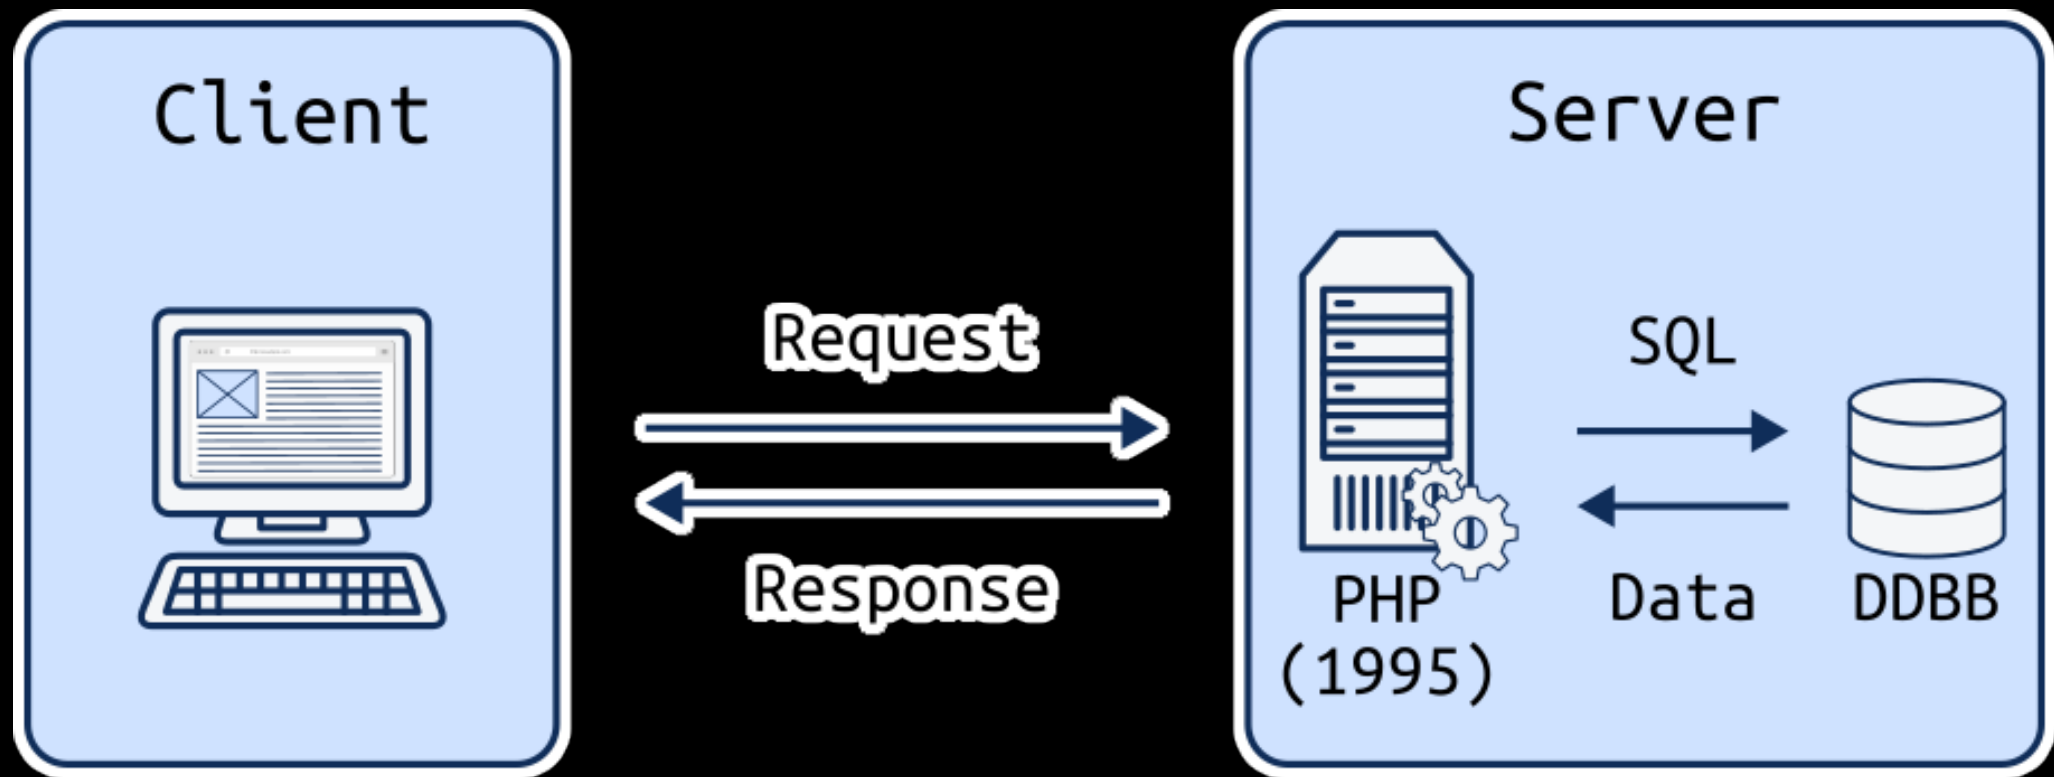 Client
Server
Request
Response
SQL
Data
PHP
(1995)
DDBB